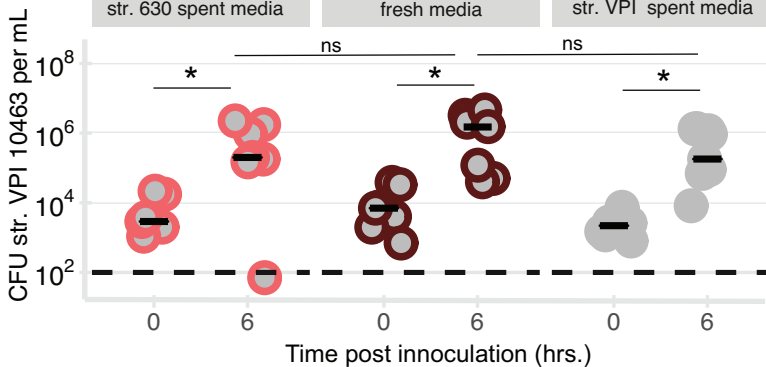 str. 630 spent media
fresh media
str. VPI spent media
ns
ns
*
*
*
CFU str. VPI 10463 per mL
10^8
10^6
10^4
10^2
0
6
0
6
0
6
Time post innoculation (hrs.)